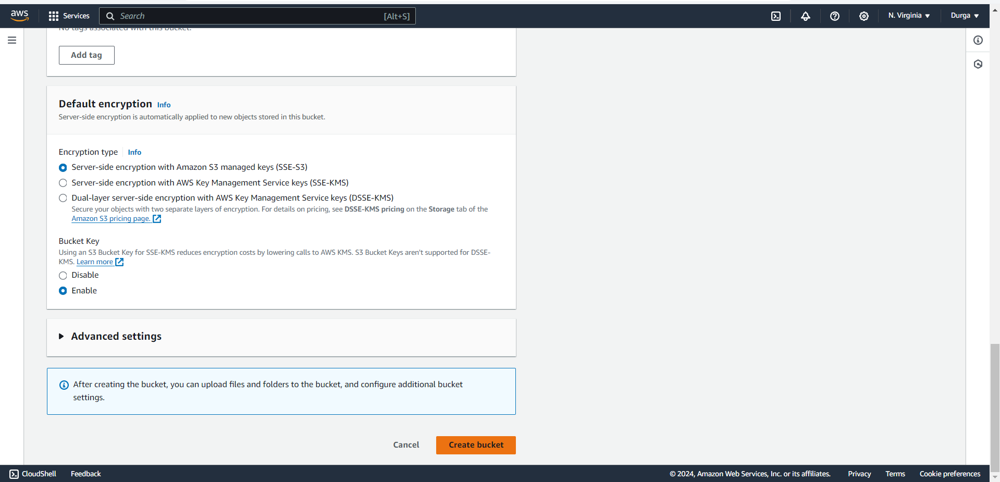 aws
Services
Search
[Alt+S]
N. Virginia
Durga
No tags associated with this bucket.
Add tag
Default encryption Info
Server-side encryption is automatically applied to new objects stored in this bucket.
Encryption type Info
Server-side encryption with Amazon S3 managed keys (SSE-S3)
Server-side encryption with AWS Key Management Service keys (SSE-KMS)
Dual-layer server-side encryption with AWS Key Management Service keys (DSSE-KMS)
Secure your objects with two separate layers of encryption. For details on pricing, see DSSE-KMS pricing on the Storage tab of the
Amazon S3 pricing page.
Bucket Key
Using an S3 Bucket Key for SSE-KMS reduces encryption costs by lowering calls to AWS KMS. S3 Bucket Keys aren't supported for DSSE-
KMS. Learn more
Disable
Enable
Advanced settings
After creating the bucket, you can upload files and folders to the bucket, and configure additional bucket
settings.
Cancel
Create bucket
CloudShell
Feedback
© 2024, Amazon Web Services, Inc. or its affiliates.
Privacy
Terms
Cookie preferences